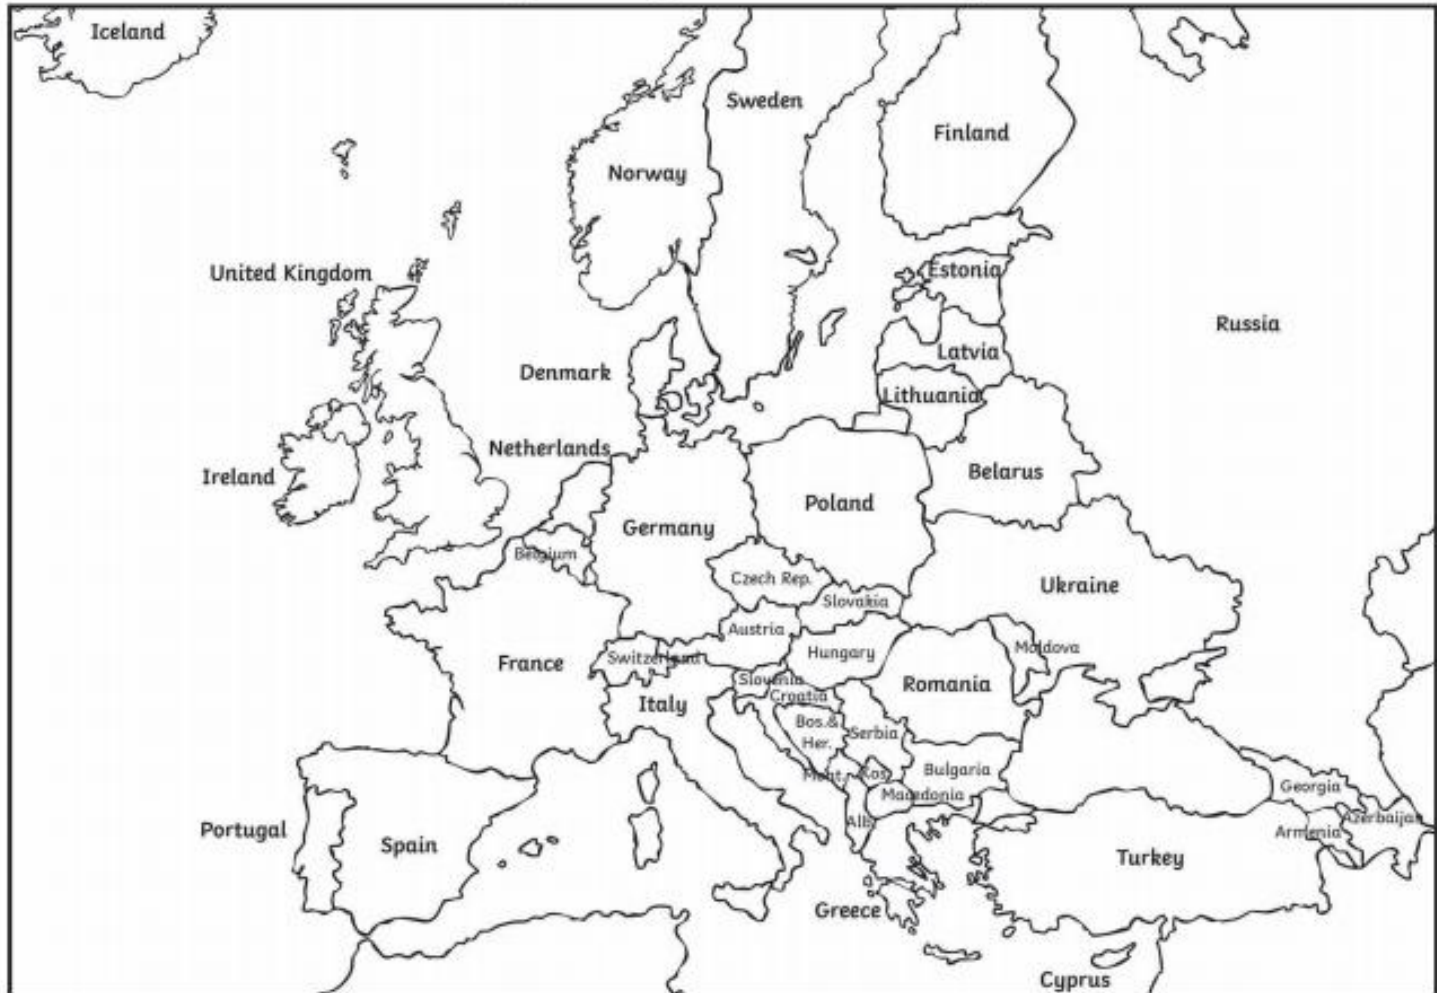 Iceland
Sweden
Finland
Norway
United Kingdom
Estonia
Russia
Latvia
Denmark
Lithuania
Netherlands
Belarus
Ireland
Poland
Germany
Belgium
Czech Rep.
Ukraine
Slovakia
Austria
Moldova
Hungary
Switzerland
France
Slovenia
Romania
Croatia
Italy
Bos.&
Her.
Serbia
Bulgaria
Mont.
Kos.
Georgia
Macedonia
Azerbaijan
Alb.
Armenia
Portugal
Spain
Turkey
Greece
Cyprus